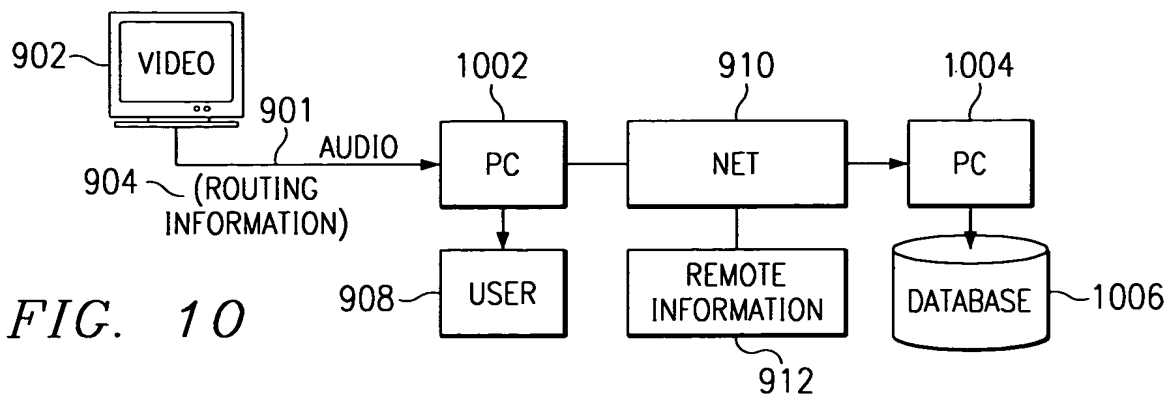 902
VIDEO
901
AUDIO
904
(ROUTING
INFORMATION)
1002
PC
910
NET
1004
PC
908
USER
REMOTE
INFORMATION
912
DATABASE
1006
FIG. 10